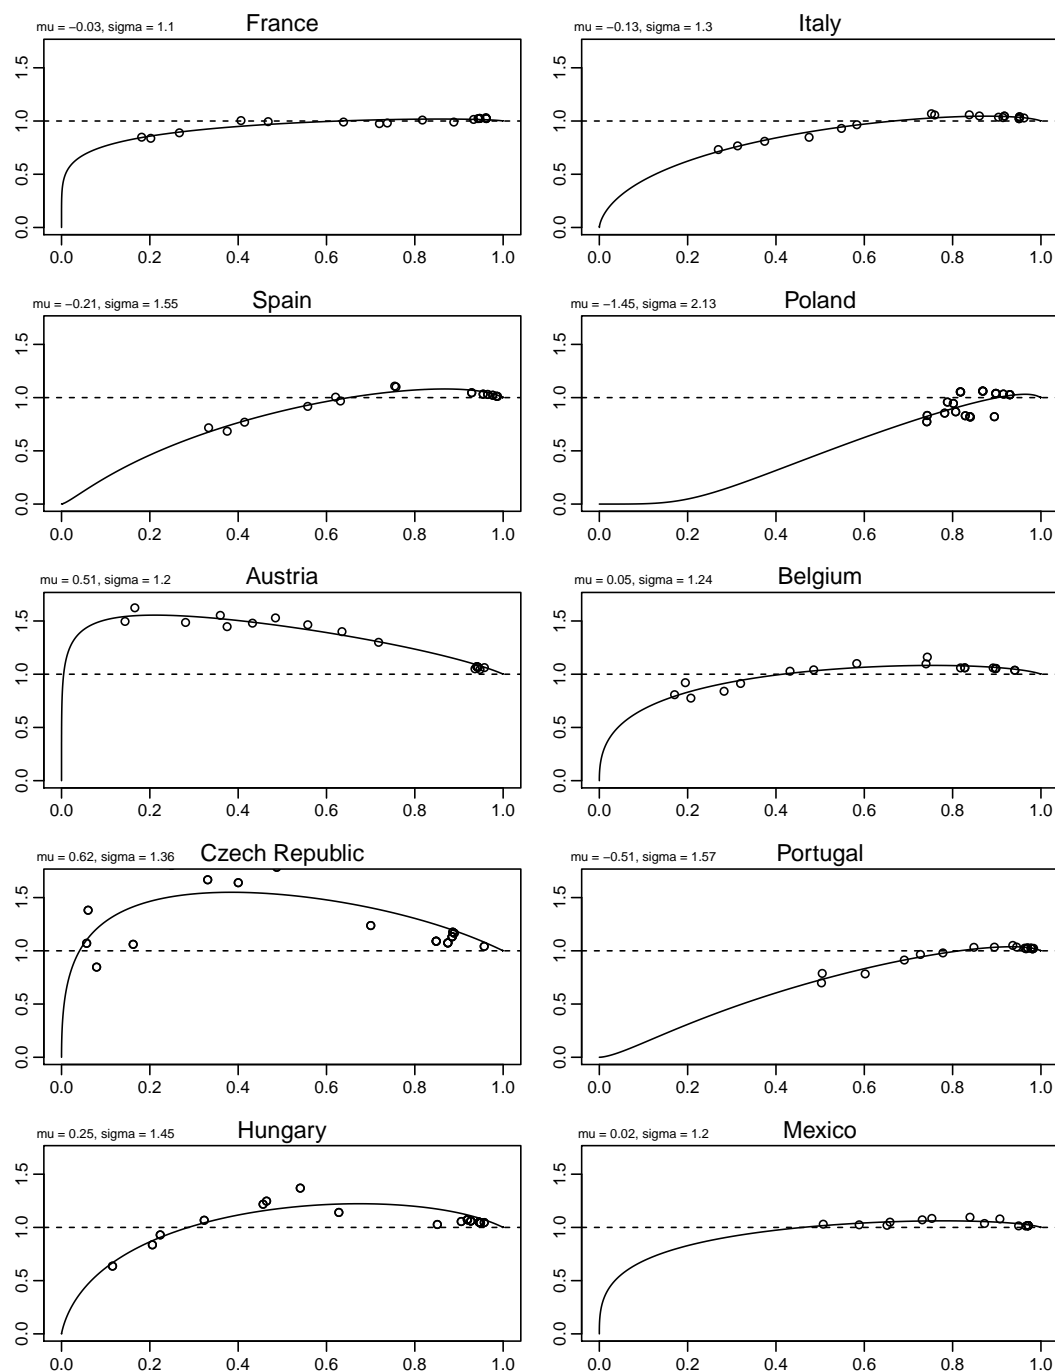 mu = −0.03, sigma = 1.1 France
1.5
1.0
0.5
0.0
0.0 0.2 0.4 0.6 0.8 1.0
mu = −0.13, sigma = 1.3 Italy
1.5
1.0
0.5
0.0
0.0 0.2 0.4 0.6 0.8 1.0
mu = −0.21, sigma = 1.55 Spain
1.5
1.0
0.5
0.0
0.0 0.2 0.4 0.6 0.8 1.0
mu = −1.45, sigma = 2.13 Poland
1.5
1.0
0.5
0.0
0.0 0.2 0.4 0.6 0.8 1.0
mu = 0.51, sigma = 1.2 Austria
1.5
1.0
0.5
0.0
0.0 0.2 0.4 0.6 0.8 1.0
mu = 0.05, sigma = 1.24 Belgium
1.5
1.0
0.5
0.0
0.0 0.2 0.4 0.6 0.8 1.0
mu = 0.62, sigma = 1.36 Czech Republic
1.5
1.0
0.5
0.0
0.0 0.2 0.4 0.6 0.8 1.0
mu = −0.51, sigma = 1.57 Portugal
1.5
1.0
0.5
0.0
0.0 0.2 0.4 0.6 0.8 1.0
mu = 0.25, sigma = 1.45 Hungary
1.5
1.0
0.5
0.0
0.0 0.2 0.4 0.6 0.8 1.0
mu = 0.02, sigma = 1.2 Mexico
1.5
1.0
0.5
0.0
0.0 0.2 0.4 0.6 0.8 1.0